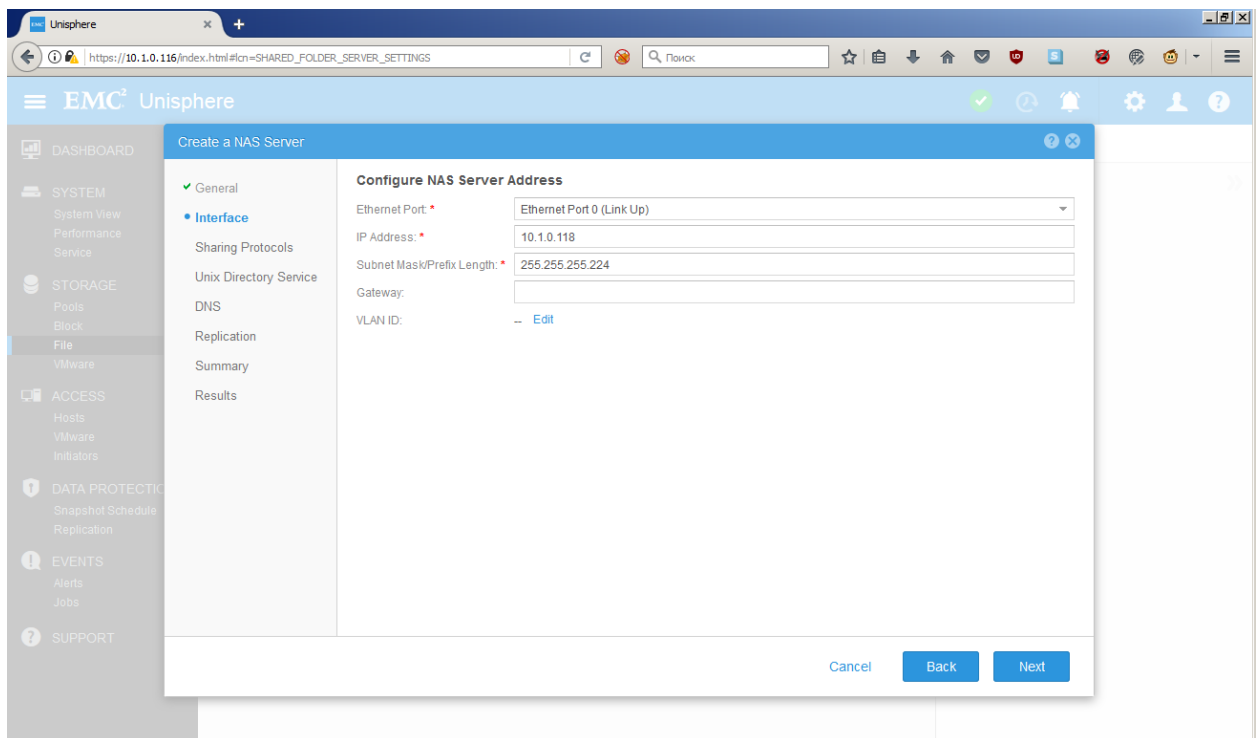 Unisphere
https://10.1.0.116/index.html#lcn=SHARED_FOLDER_SERVER_SETTINGS
Поиск
EMC² Unisphere
DASHBOARD
SYSTEM
System View
Performance
Service
STORAGE
Pools
Block
File
VMware
ACCESS
Hosts
VMware
Initiators
DATA PROTECTIC
Snapshot Schedule
Replication
EVENTS
Alerts
Jobs
SUPPORT
Create a NAS Server
General
Interface
Sharing Protocols
Unix Directory Service
DNS
Replication
Summary
Results
Configure NAS Server Address
Ethernet Port: * Ethernet Port 0 (Link Up)
IP Address: * 10.1.0.118
Subnet Mask/Prefix Length: * 255.255.255.224
Gateway:
VLAN ID: -- Edit
Cancel Back Next